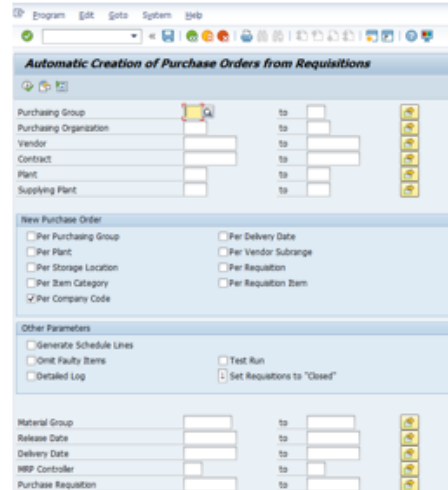 Program Edit Goto System Help
Automatic Creation of Purchase Orders from Requisitions
Purchasing Group to
Purchasing Organization to
Vendor to
Contract to
Plant to
Supplying Plant to
New Purchase Order
Per Purchasing Group Per Delivery Date
Per Plant Per Vendor Subrange
Per Storage Location Per Requisition
Per Item Category Per Requisition Item
Per Company Code
Other Parameters
Generate Schedule Lines
Omit Faulty Items Test Run
Detailed Log 1 Set Requisitions to "Closed"
Material Group to
Release Date to
Delivery Date to
MRP Controller to
Purchase Requisition to